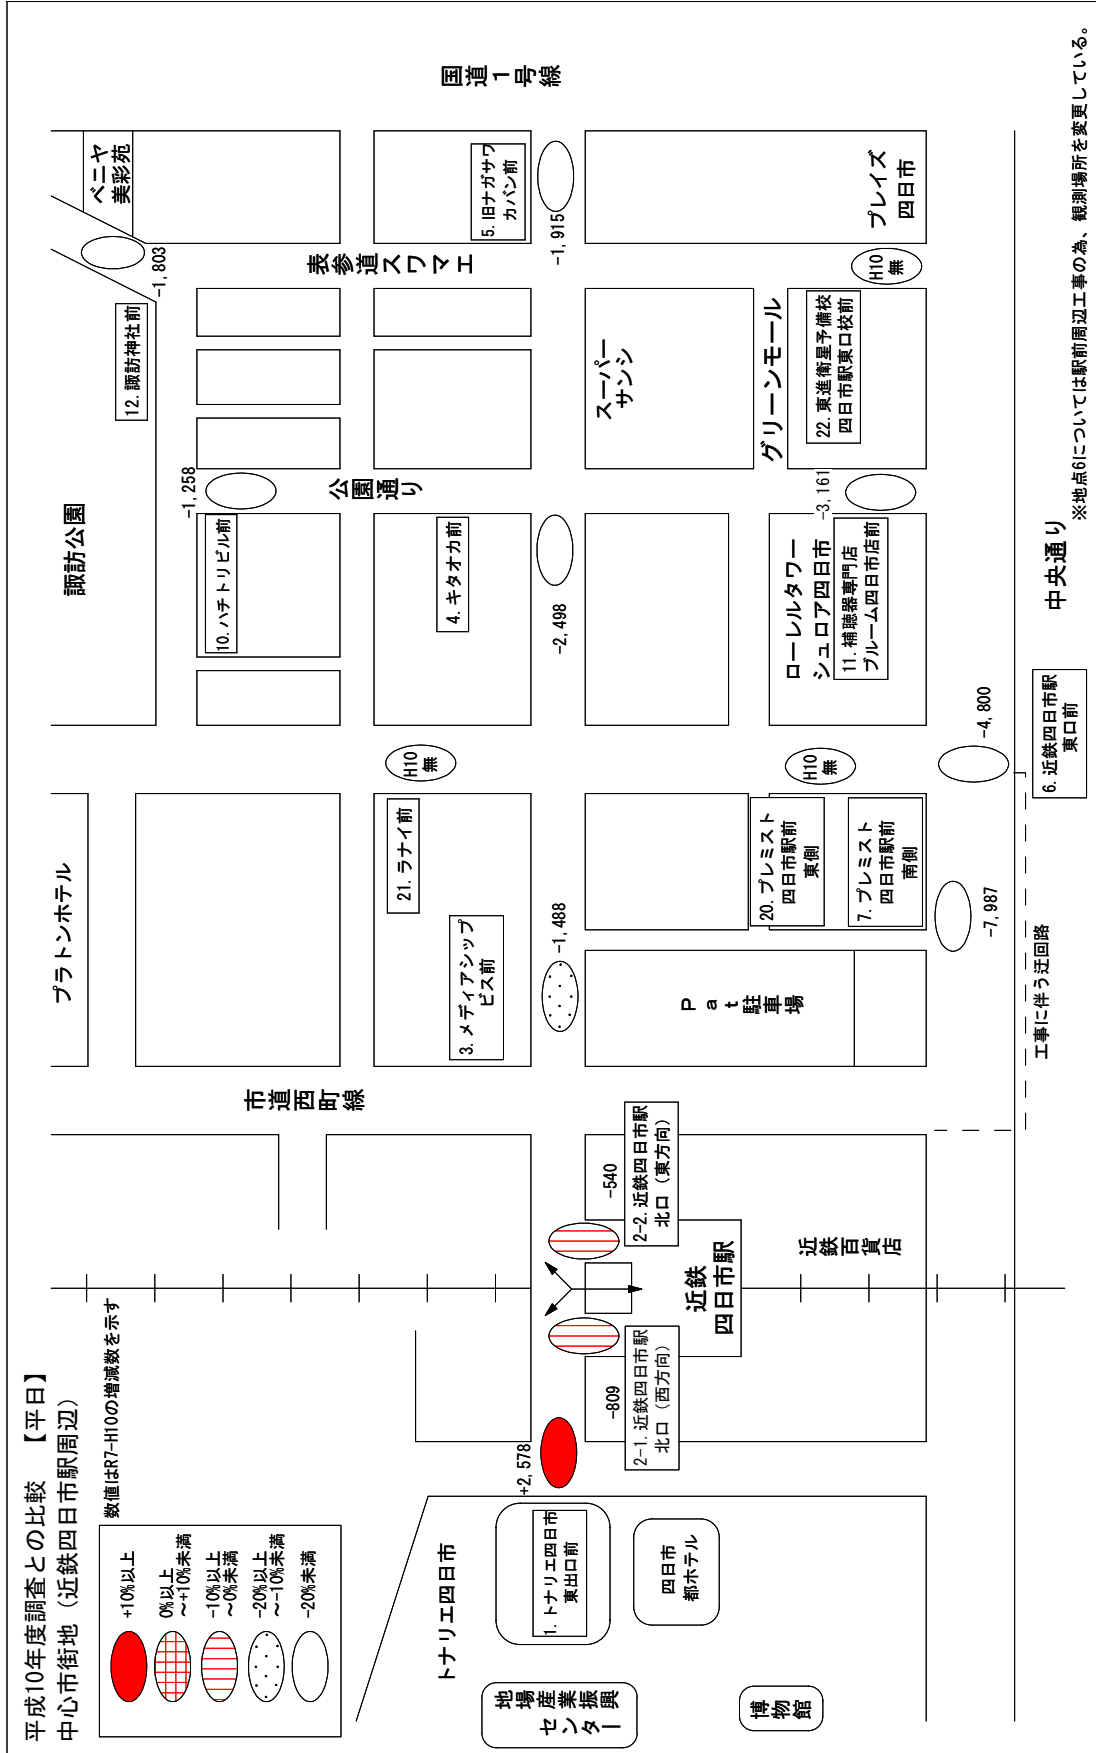 平成10年度調査との比較　【平日】
中心市街地（近鉄四日市駅周辺）
数値はR7-H10の増減数を示す
+10%以上
0%以上
～+10%未満
-10%以上
～0%未満
-20%以上
～-10%未満
-20%未満
プラトンホテル
諏訪公園
12. 諏訪神社前
-1,803
ベニヤ
美彩苑
市道西町線
10. ハチトリビル前
-1,258
公園通り
表参道スワマエ
国道１号線
21. ラナイ前
H10
無
3. メディアシップ
ビス前
-1,488
4. キタオカ前
-2,498
5. 旧ナガサワ
カバン前
-1,915
トナリエ四日市
1. トナリエ四日市
東出口前
+2,578
-809
2-1. 近鉄四日市駅
北口（西方向）
-540
2-2. 近鉄四日市駅
北口（東方向）
近鉄
四日市駅
近鉄百貨店
地場産業振興
センター
四日市
都ホテル
博物館
Ｐａｔ駐車場
20. プレミスト
四日市駅前
東側
H10
無
7. プレミスト
四日市駅前
南側
-7,987
ローレルタワー
シュロア四日市
11. 補聴器専門店
ブルーム四日市店前
-3,161
スーパー
サンシ
グリーンモール
22. 東進衛星予備校
四日市駅東口校前
H10
無
プレイズ
四日市
-4,800
6. 近鉄四日市駅
東口前
工事に伴う迂回路
中央通り
※地点6については駅前周辺工事の為、観測場所を変更している。